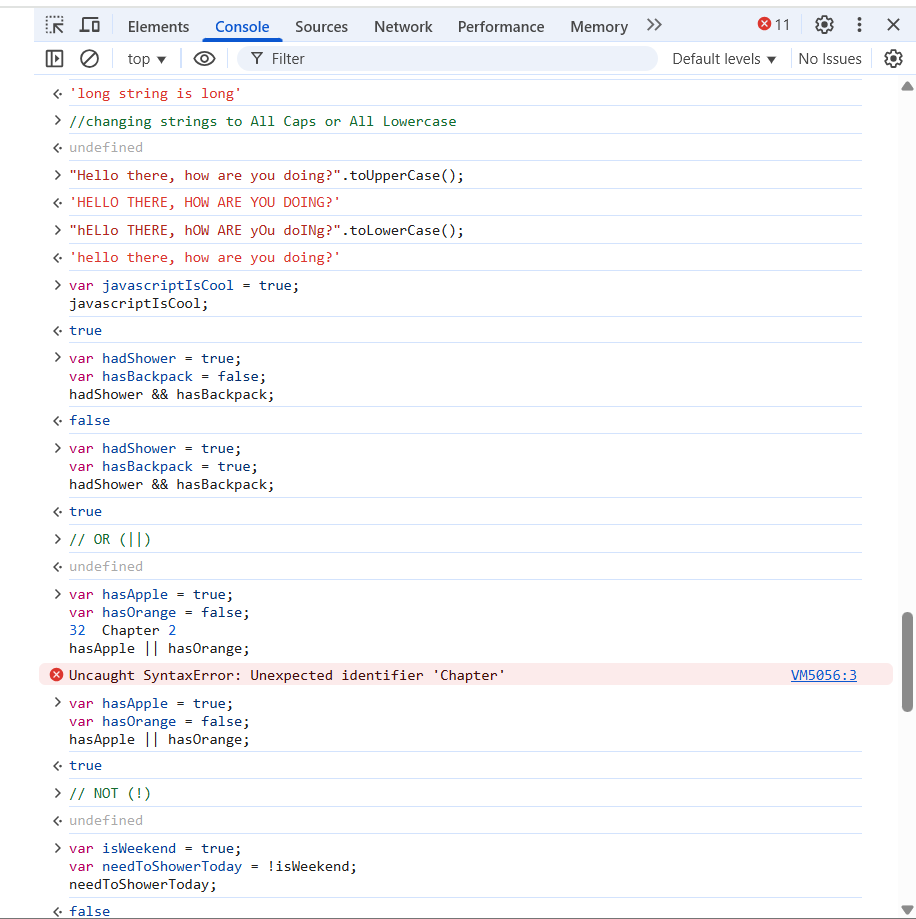 Elements Console Sources Network Performance Memory 11
top Filter Default levels No Issues
'long string is long'
//changing strings to All Caps or All Lowercase
undefined
"Hello there, how are you doing?".toUpperCase();
'HELLO THERE, HOW ARE YOU DOING?'
"hELlo THERE, hOW ARE yOu doINg?".toLowerCase();
'hello there, how are you doing?'
var javascriptIsCool = true;
javascriptIsCool;
true
var hadShower = true;
var hasBackpack = false;
hadShower && hasBackpack;
false
var hadShower = true;
var hasBackpack = true;
hadShower && hasBackpack;
true
// OR (||)
undefined
var hasApple = true;
var hasOrange = false;
32  Chapter 2
hasApple || hasOrange;
Uncaught SyntaxError: Unexpected identifier 'Chapter' VM5056:3
var hasApple = true;
var hasOrange = false;
hasApple || hasOrange;
true
// NOT (!)
undefined
var isWeekend = true;
var needToShowerToday = !isWeekend;
needToShowerToday;
false